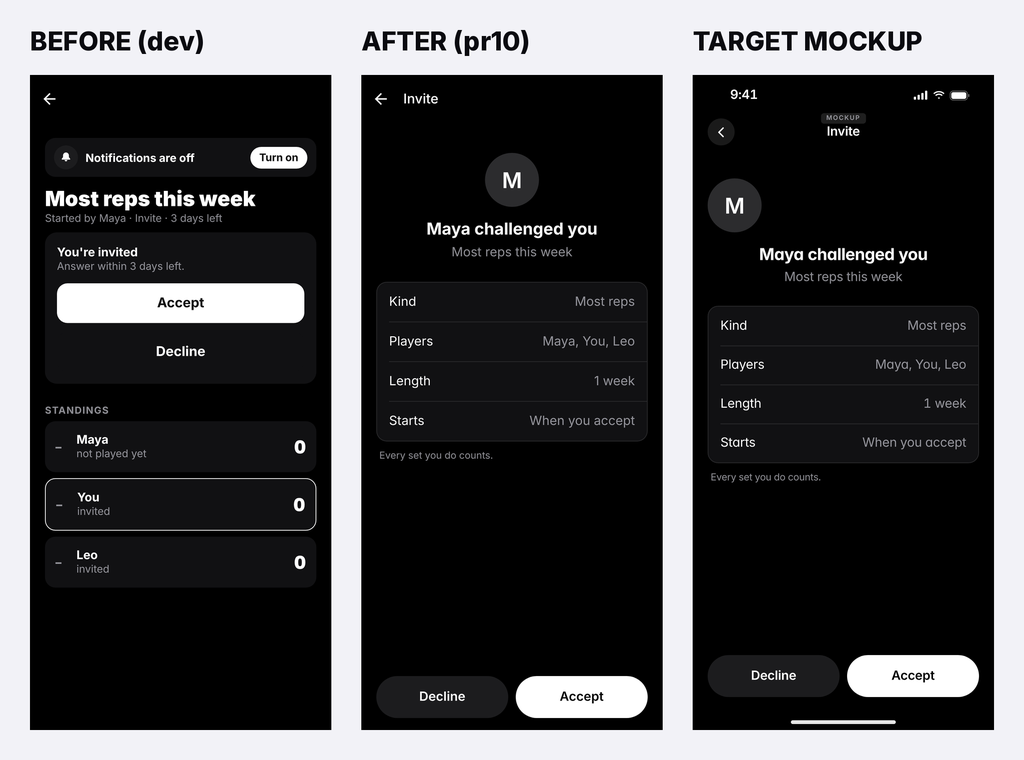 BEFORE (dev)
Notifications are off
Turn on
Most reps this week
Started by Maya · Invite · 3 days left
You're invited
Answer within 3 days left.
Accept
Decline
STANDINGS
– Maya 0
not played yet
– You 0
invited
– Leo 0
invited
AFTER (pr10)
Invite
M
Maya challenged you
Most reps this week
Kind Most reps
Players Maya, You, Leo
Length 1 week
Starts When you accept
Every set you do counts.
Decline Accept
TARGET MOCKUP
9:41
MOCKUP
Invite
M
Maya challenged you
Most reps this week
Kind Most reps
Players Maya, You, Leo
Length 1 week
Starts When you accept
Every set you do counts.
Decline Accept